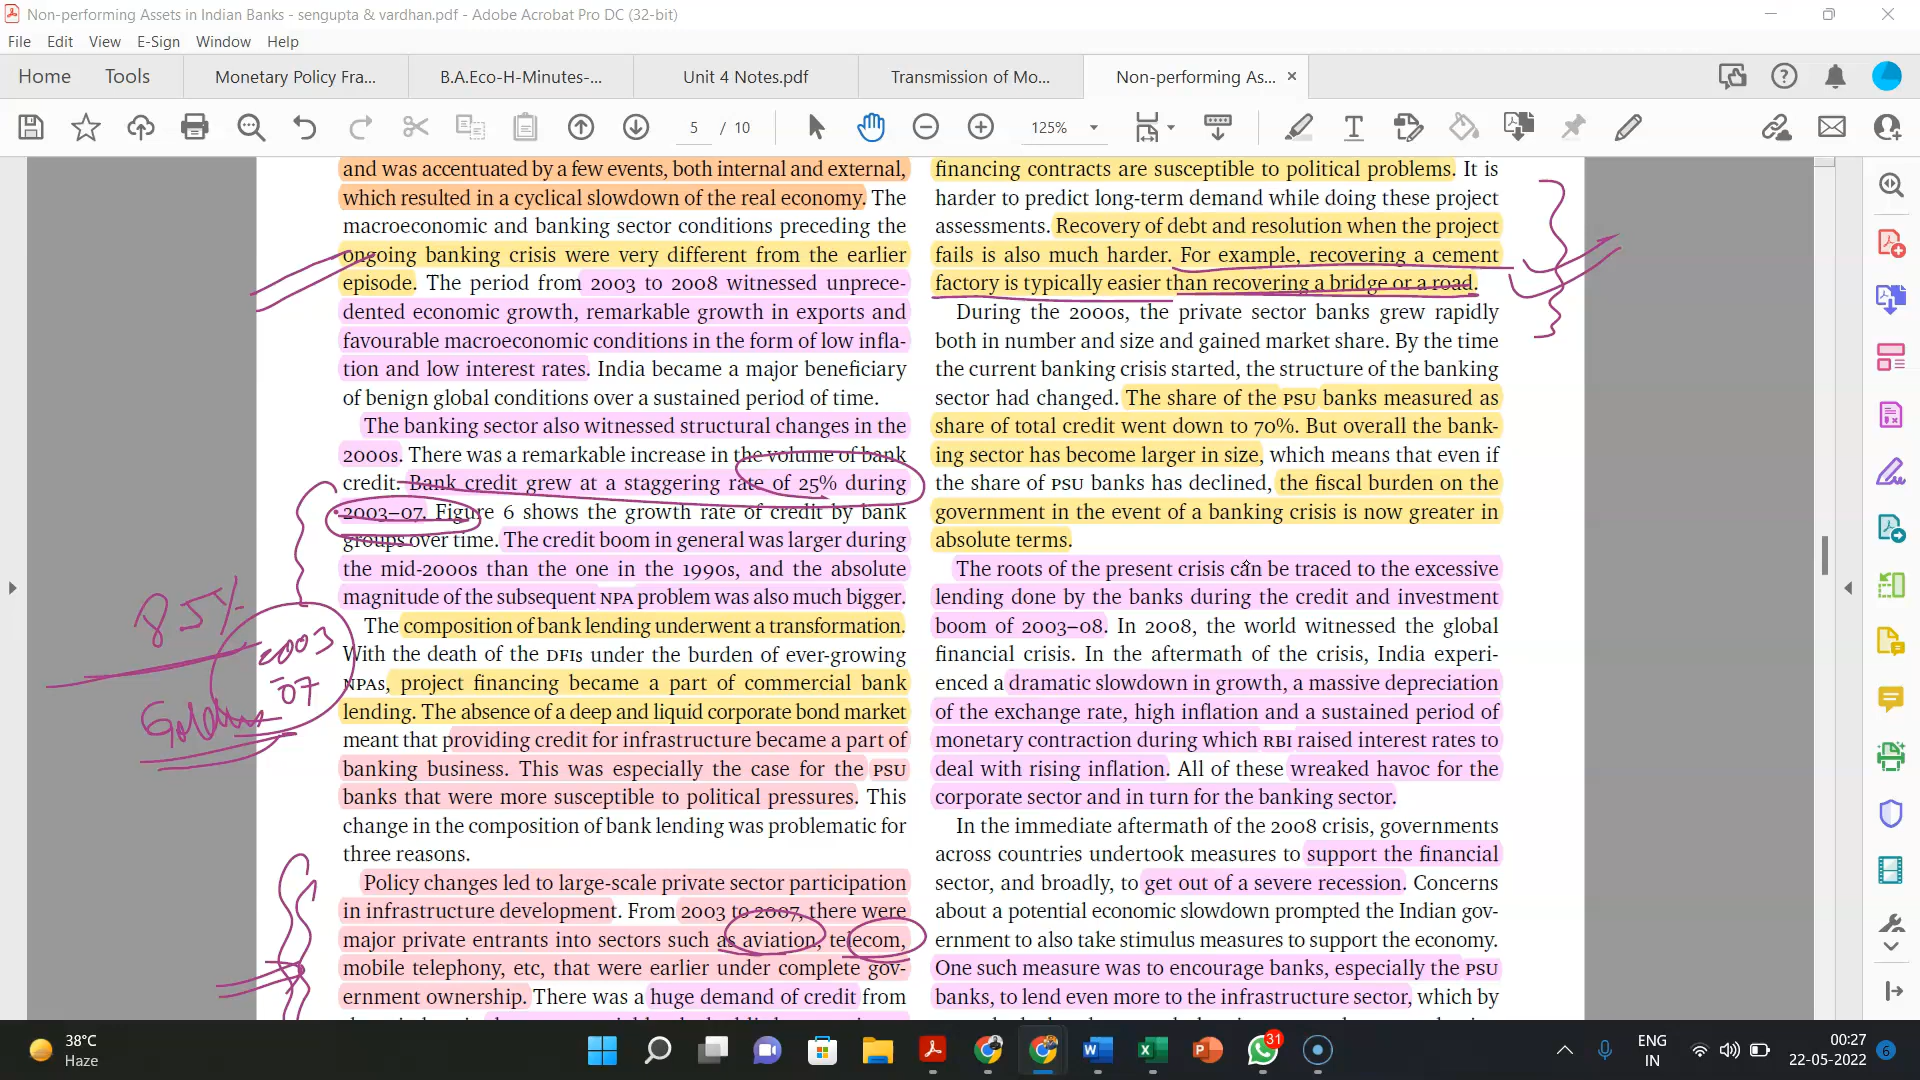 Non-performing Assets in Indian Banks - sengupta & vardhan.pdf - Adobe Acrobat Pro DC (32-bit)
File Edit View E-Sign Window Help
Home Tools Monetary Policy Fra... B.A.Eco-H-Minutes-... Unit 4 Notes.pdf Transmission of Mo... Non-performing As... ×
5 / 10 125%
and was accentuated by a few events, both internal and external,
which resulted in a cyclical slowdown of the real economy. The
macroeconomic and banking sector conditions preceding the
ongoing banking crisis were very different from the earlier
episode. The period from 2003 to 2008 witnessed unprece-
dented economic growth, remarkable growth in exports and
favourable macroeconomic conditions in the form of low infla-
tion and low interest rates. India became a major beneficiary
of benign global conditions over a sustained period of time.
The banking sector also witnessed structural changes in the
2000s. There was a remarkable increase in the volume of bank
credit. Bank credit grew at a staggering rate of 25% during
2003–07. Figure 6 shows the growth rate of credit by bank
groups over time. The credit boom in general was larger during
the mid-2000s than the one in the 1990s, and the absolute
magnitude of the subsequent NPA problem was also much bigger.
The composition of bank lending underwent a transformation.
With the death of the DFIs under the burden of ever-growing
NPAs, project financing became a part of commercial bank
lending. The absence of a deep and liquid corporate bond market
meant that providing credit for infrastructure became a part of
banking business. This was especially the case for the PSU
banks that were more susceptible to political pressures. This
change in the composition of bank lending was problematic for
three reasons.
Policy changes led to large-scale private sector participation
in infrastructure development. From 2003 to 2007, there were
major private entrants into sectors such as aviation, telecom,
mobile telephony, etc, that were earlier under complete gov-
ernment ownership. There was a huge demand of credit from
85%
2003
-07
financing contracts are susceptible to political problems. It is
harder to predict long-term demand while doing these project
assessments. Recovery of debt and resolution when the project
fails is also much harder. For example, recovering a cement
factory is typically easier than recovering a bridge or a road.
During the 2000s, the private sector banks grew rapidly
both in number and size and gained market share. By the time
the current banking crisis started, the structure of the banking
sector had changed. The share of the PSU banks measured as
share of total credit went down to 70%. But overall the bank-
ing sector has become larger in size, which means that even if
the share of PSU banks has declined, the fiscal burden on the
government in the event of a banking crisis is now greater in
absolute terms.
The roots of the present crisis can be traced to the excessive
lending done by the banks during the credit and investment
boom of 2003–08. In 2008, the world witnessed the global
financial crisis. In the aftermath of the crisis, India experi-
enced a dramatic slowdown in growth, a massive depreciation
of the exchange rate, high inflation and a sustained period of
monetary contraction during which RBI raised interest rates to
deal with rising inflation. All of these wreaked havoc for the
corporate sector and in turn for the banking sector.
In the immediate aftermath of the 2008 crisis, governments
across countries undertook measures to support the financial
sector, and broadly, to get out of a severe recession. Concerns
about a potential economic slowdown prompted the Indian gov-
ernment to also take stimulus measures to support the economy.
One such measure was to encourage banks, especially the PSU
banks, to lend even more to the infrastructure sector, which by
38°C
Haze
31
ENG
IN
00:27
22-05-2022
6